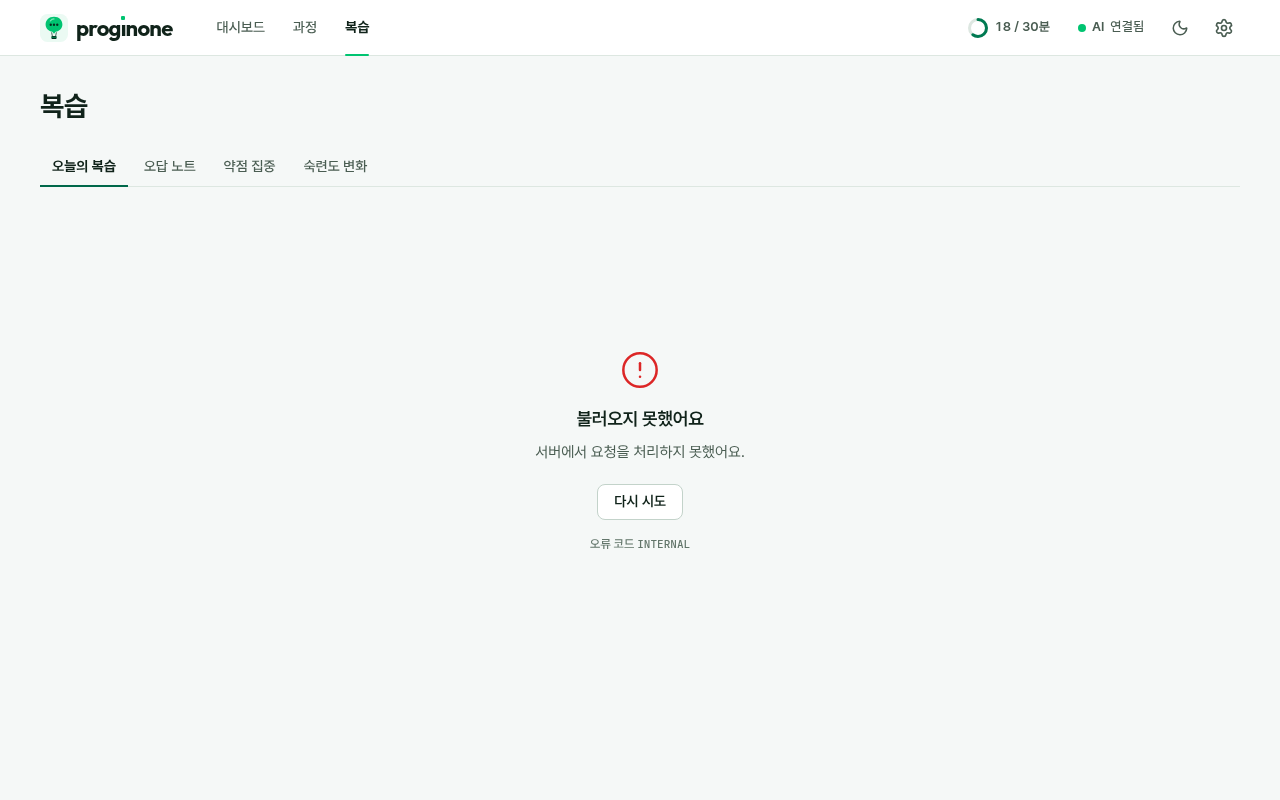 proginone
대시보드
과정
복습
18 / 30분
AI 연결됨
복습
오늘의 복습
오답 노트
약점 집중
숙련도 변화
불러오지 못했어요
서버에서 요청을 처리하지 못했어요.
다시 시도
오류 코드 INTERNAL